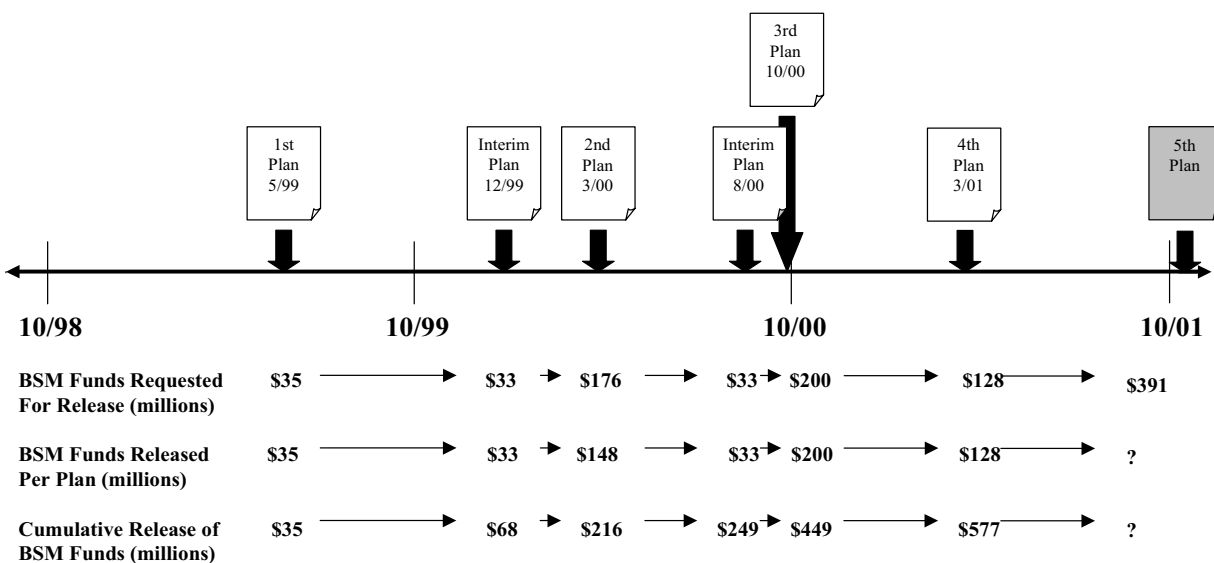 3rd
Plan
10/00
1st
Plan
5/99
Interim
Plan
12/99
2nd
Plan
3/00
Interim
Plan
8/00
4th
Plan
3/01
5th
Plan
10/98 10/99 10/00 10/01
BSM Funds Requested $35 $33 $176 $33 $200 $128 $391
For Release (millions)
BSM Funds Released $35 $33 $148 $33 $200 $128 ?
Per Plan (millions)
Cumulative Release of $35 $68 $216 $249 $449 $577 ?
BSM Funds (millions)